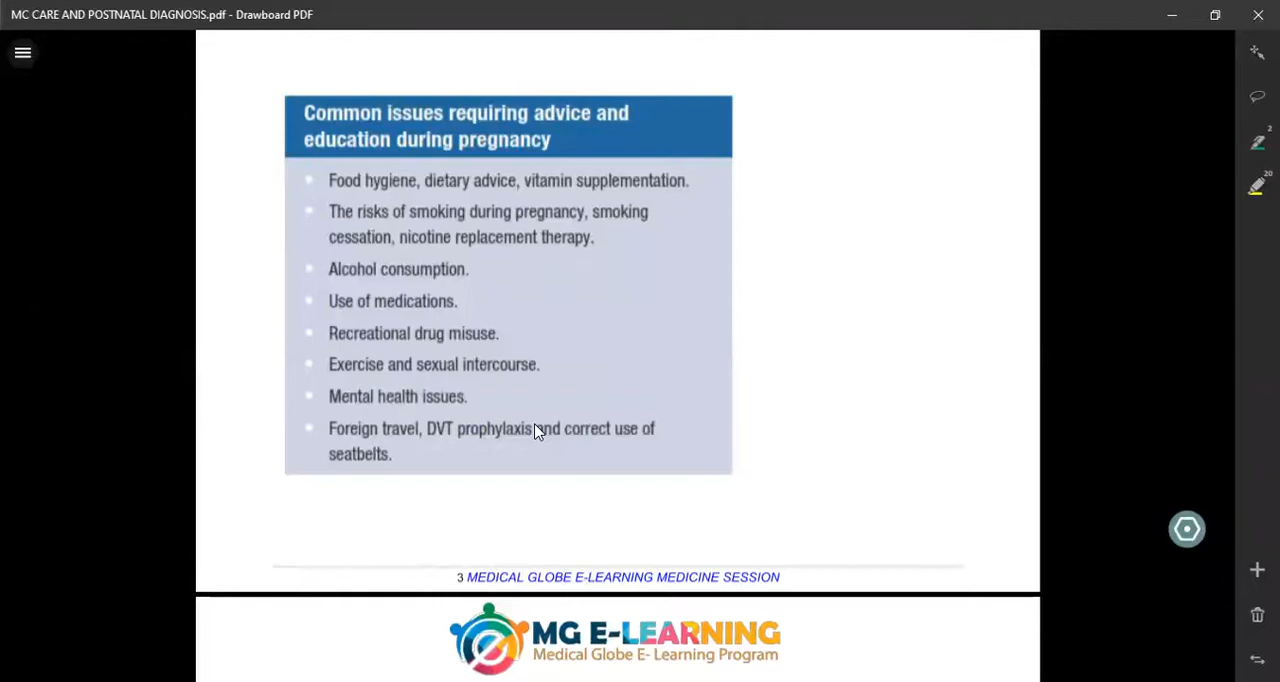 MC CARE AND POSTNATAL DIAGNOSIS.pdf - Drawboard PDF
2
20
Common issues requiring advice and
education during pregnancy
Food hygiene, dietary advice, vitamin supplementation.
The risks of smoking during pregnancy, smoking
cessation, nicotine replacement therapy.
Alcohol consumption.
Use of medications.
Recreational drug misuse.
Exercise and sexual intercourse.
Mental health issues.
Foreign travel, DVT prophylaxis and correct use of
seatbelts.
3 MEDICAL GLOBE E-LEARNING MEDICINE SESSION
MG E-LEARNING
Medical Globe E- Learning Program